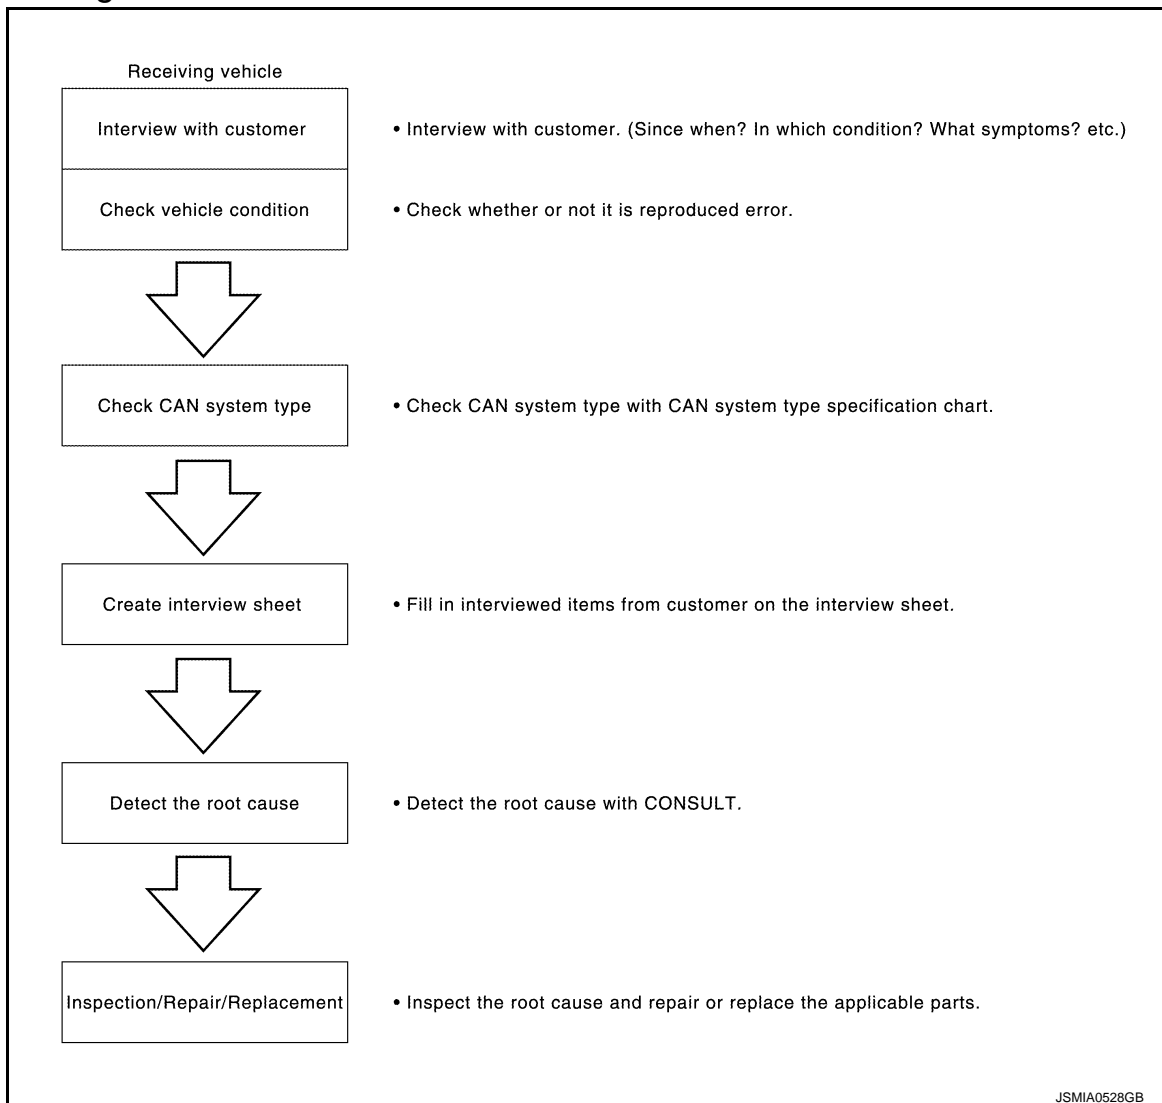 Receiving vehicle
Interview with customer
• Interview with customer. (Since when? In which condition? What symptoms? etc.)
Check vehicle condition
• Check whether or not it is reproduced error.
Check CAN system type
• Check CAN system type with CAN system type specification chart.
Create interview sheet
• Fill in interviewed items from customer on the interview sheet.
Detect the root cause
• Detect the root cause with CONSULT.
Inspection/Repair/Replacement
• Inspect the root cause and repair or replace the applicable parts.
JSMIA0528GB